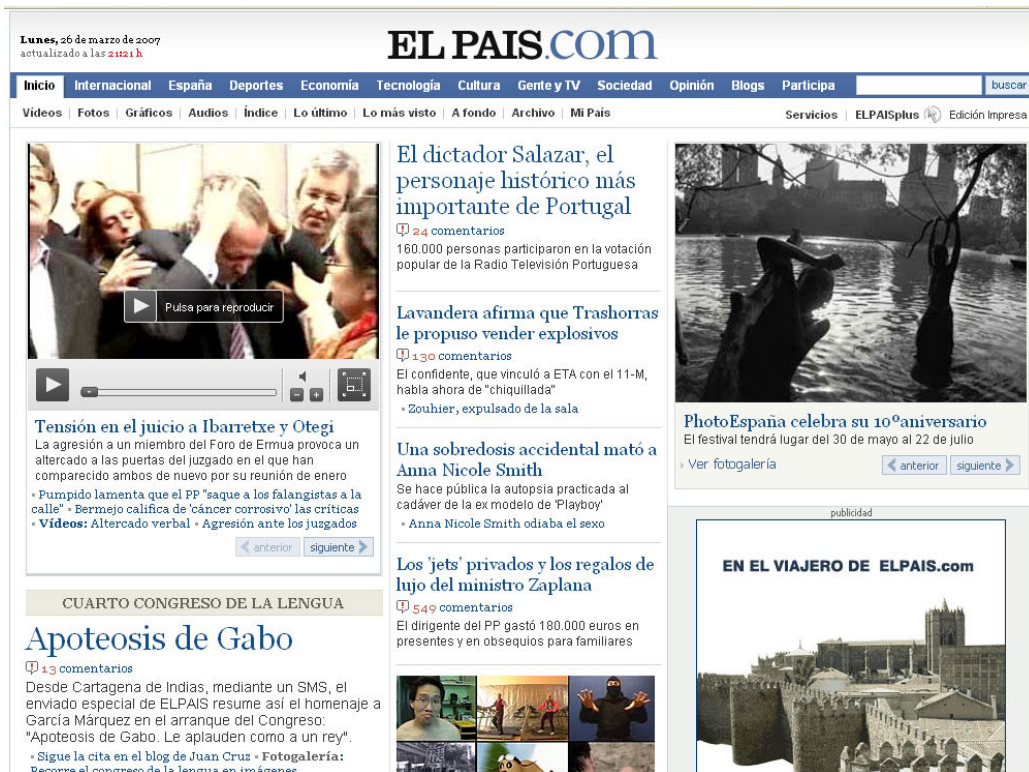 Lunes, 26 de marzo de 2007
actualizado a las 21:21 h
EL PAIS.com
Inicio Internacional España Deportes Economía Tecnología Cultura Gente y TV Sociedad Opinión Blogs Participa buscar
Vídeos | Fotos | Gráficos | Audios | Índice | Lo último | Lo más visto | A fondo | Archivo | Mi País
Servicios | ELPAISplus Edición Impresa
Pulsa para reproducir
Tensión en el juicio a Ibarretxe y Otegi
La agresión a un miembro del Foro de Ermua provoca un
altercado a las puertas del juzgado en el que han
comparecido ambos de nuevo por su reunión de enero
Pumpido lamenta que el PP "saque a los falangistas a la
calle" Bermejo califica de 'cáncer corrosivo' las críticas
Vídeos: Altercado verbal Agresión ante los juzgados
anterior siguiente
CUARTO CONGRESO DE LA LENGUA
Apoteosis de Gabo
13 comentarios
Desde Cartagena de Indias, mediante un SMS, el
enviado especial de ELPAIS resume así el homenaje a
García Márquez en el arranque del Congreso:
"Apoteosis de Gabo. Le aplauden como a un rey".
Sigue la cita en el blog de Juan Cruz Fotogalería:
Recorre el congreso de la lengua en imágenes
El dictador Salazar, el
personaje histórico más
importante de Portugal
24 comentarios
160.000 personas participaron en la votación
popular de la Radio Televisión Portuguesa
Lavandera afirma que Trashorras
le propuso vender explosivos
130 comentarios
El confidente, que vinculó a ETA con el 11-M,
habla ahora de "chiquillada"
Zouhier, expulsado de la sala
Una sobredosis accidental mató a
Anna Nicole Smith
Se hace pública la autopsia practicada al
cadáver de la ex modelo de 'Playboy'
Anna Nicole Smith odiaba el sexo
Los 'jets' privados y los regalos de
lujo del ministro Zaplana
549 comentarios
El dirigente del PP gastó 180.000 euros en
presentes y en obsequios para familiares
PhotoEspaña celebra su 10º aniversario
El festival tendrá lugar del 30 de mayo al 22 de julio
Ver fotogalería anterior siguiente
publicidad
EN EL VIAJERO DE ELPAIS.com